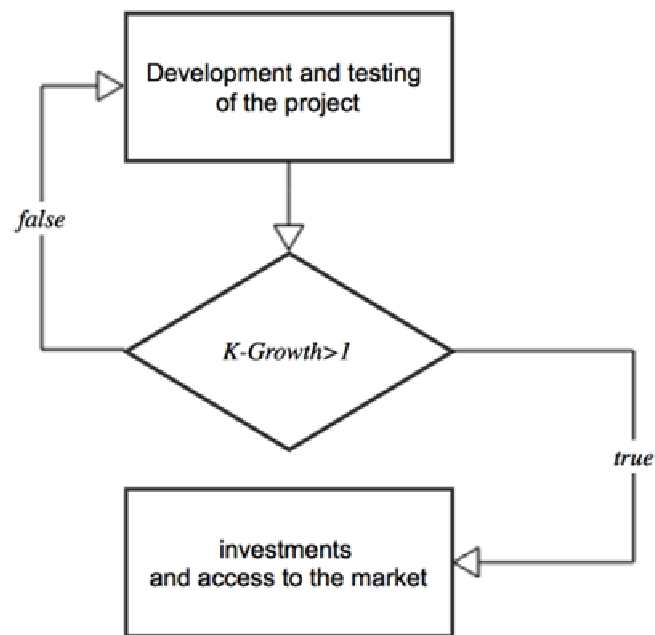 Development and testing
of the project
false
K-Growth>1
true
investments
and access to the market